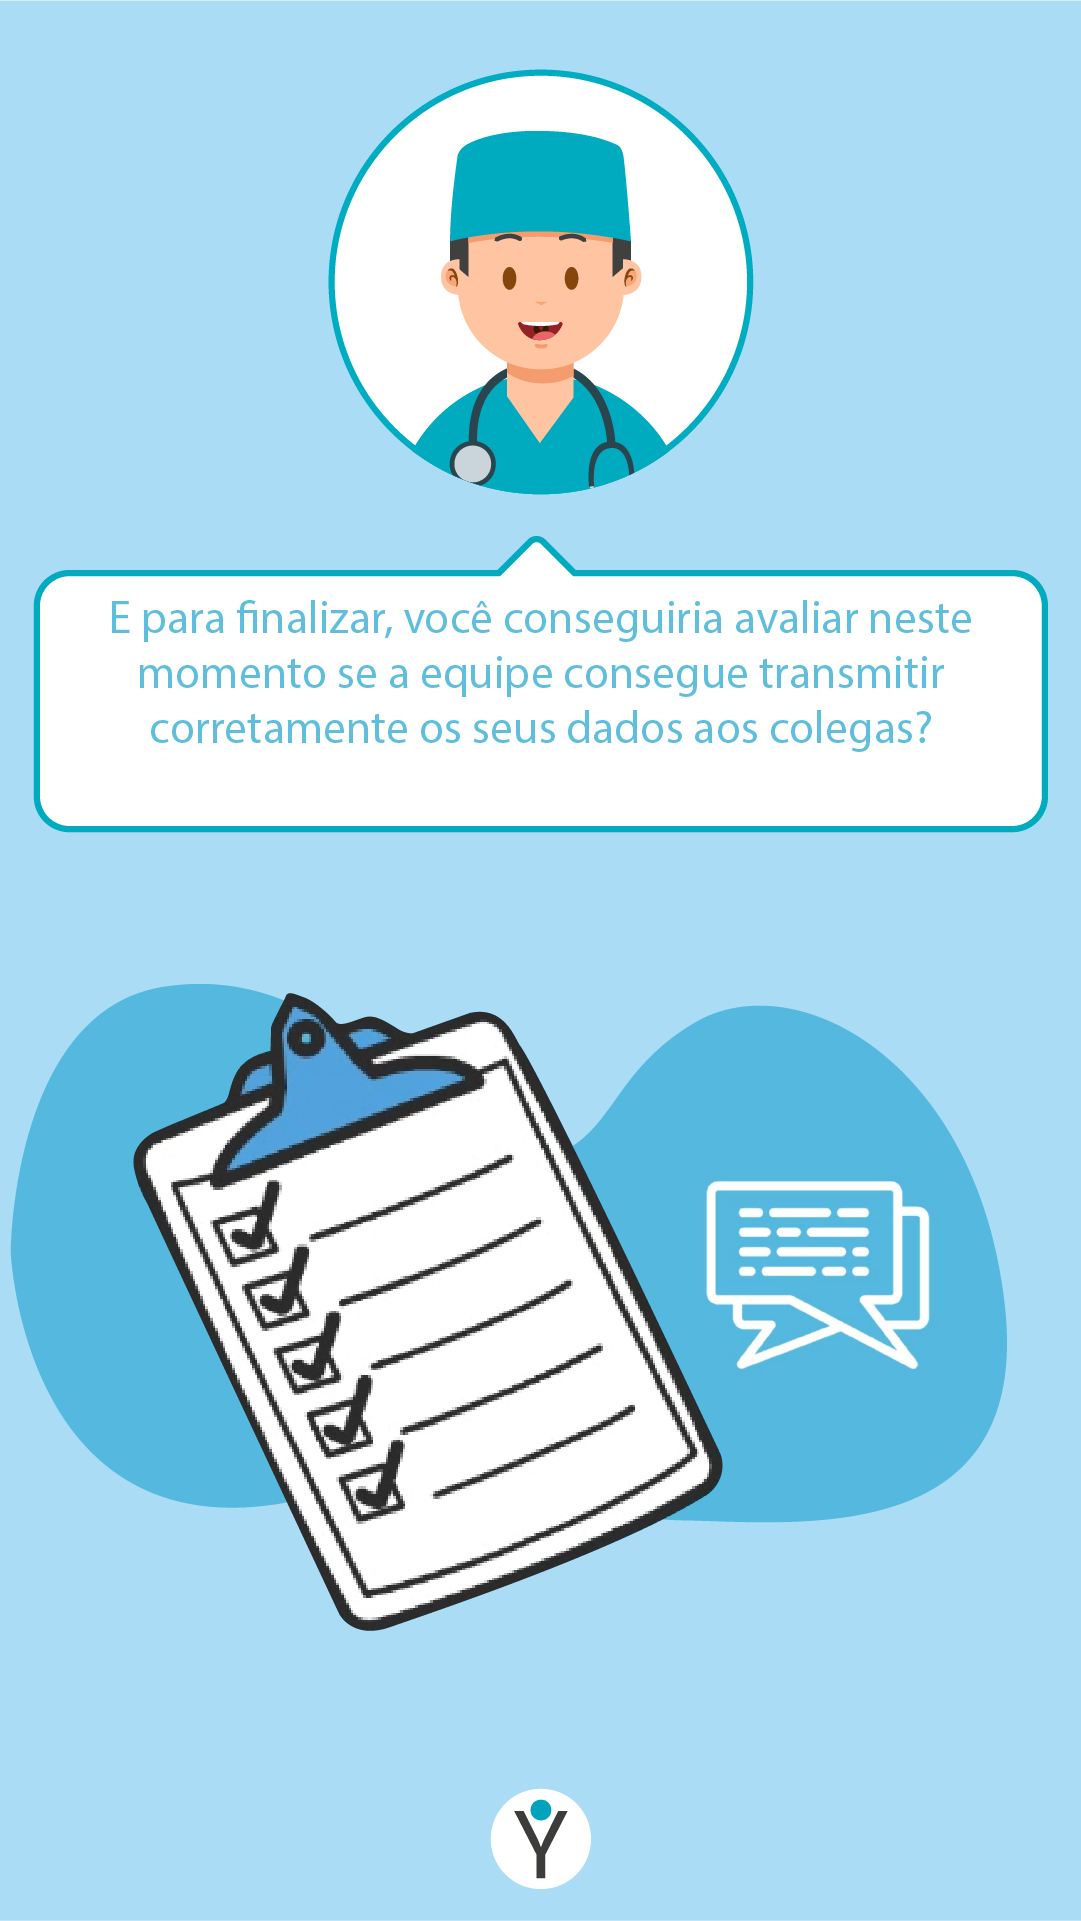 E para finalizar, você conseguiria avaliar neste
momento se a equipe consegue transmitir
corretamente os seus dados aos colegas?